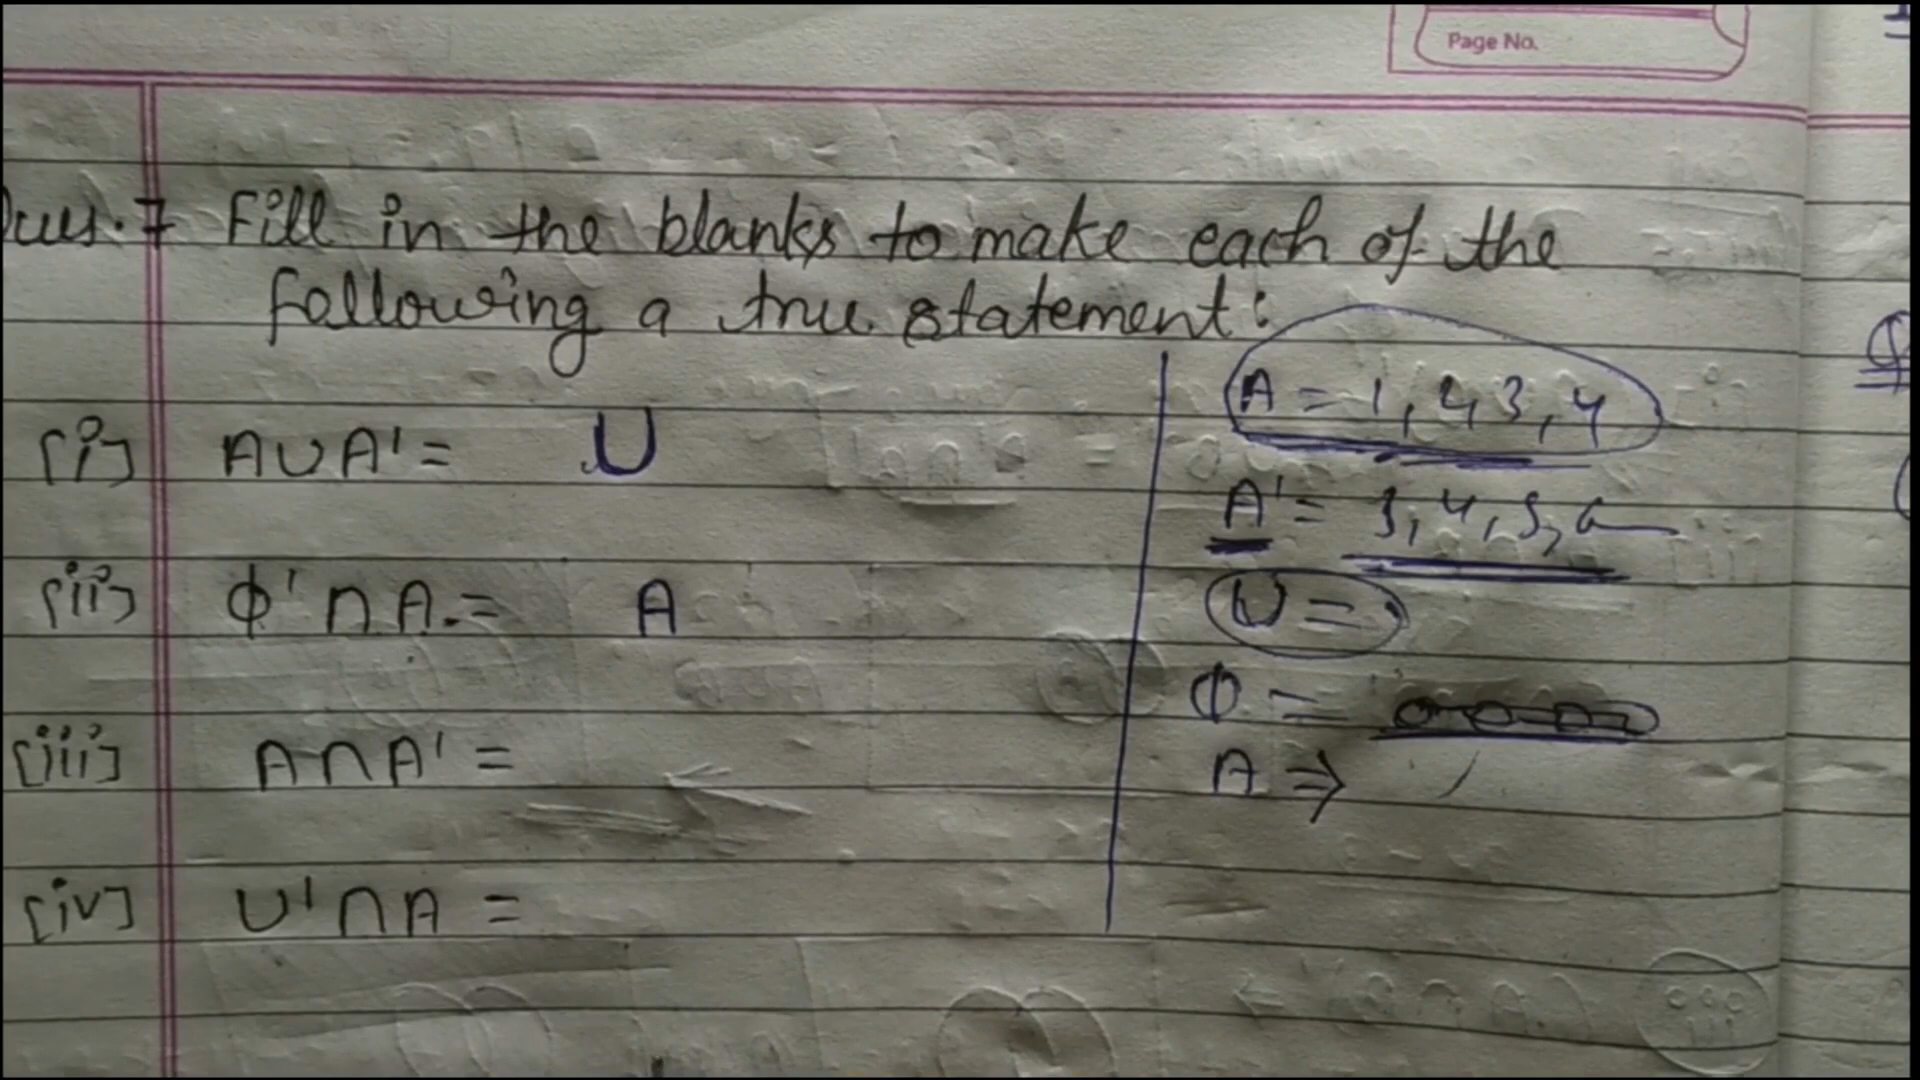 Page No.
Ques.7 Fill in the blanks to make each of the
following a true statement:
[i] A∪A' = U
[ii] ϕ'∩A = A
[iii] A∩A' =
[iv] U'∩A =
A = 1, 2, 3, 4
A' = 3, 4, 5, 6
U =
ϕ =
A ⇒